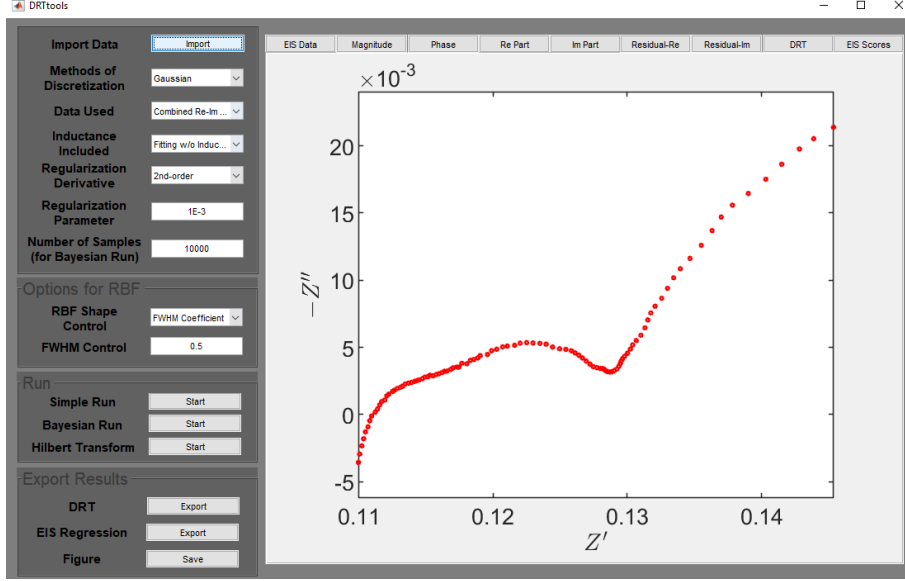 DRTtools
Import Data
Import
Methods of
Discretization
Gaussian
Data Used
Combined Re-Im ...
Inductance
Included
Fitting w/o Induc...
Regularization
Derivative
2nd-order
Regularization
Parameter
1E-3
Number of Samples
(for Bayesian Run)
10000
Options for RBF
RBF Shape
Control
FWHM Coefficient
FWHM Control
0.5
Run
Simple Run
Start
Bayesian Run
Start
Hilbert Transform
Start
Export Results
DRT
Export
EIS Regression
Export
Figure
Save
EIS Data
Magnitude
Phase
Re Part
Im Part
Residual-Re
Residual-Im
DRT
EIS Scores
×10⁻³
20
15
10
5
0
-5
−Z''
0.11
0.12
0.13
0.14
Z'